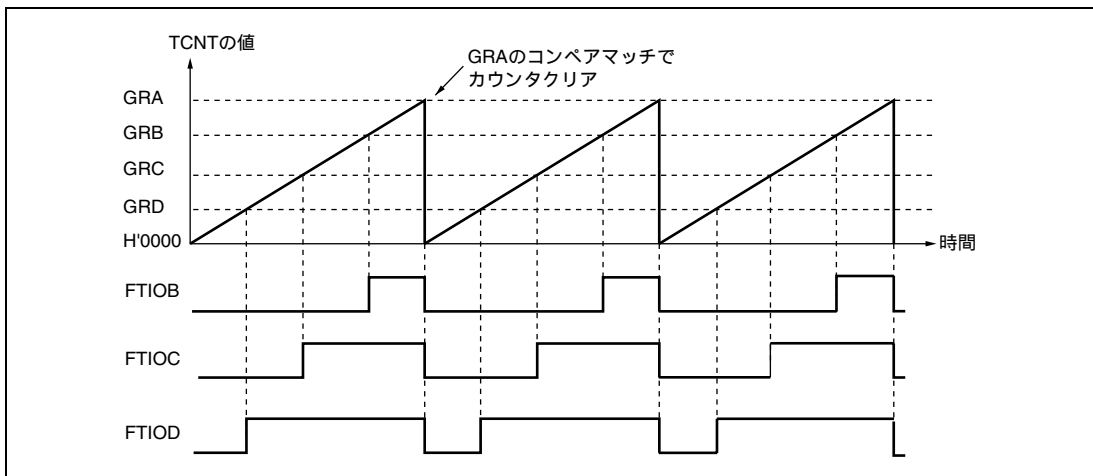 TCNTの値
GRAのコンペアマッチで
カウンタクリア
GRA
GRB
GRC
GRD
H'0000
時間
FTIOB
FTIOC
FTIOD